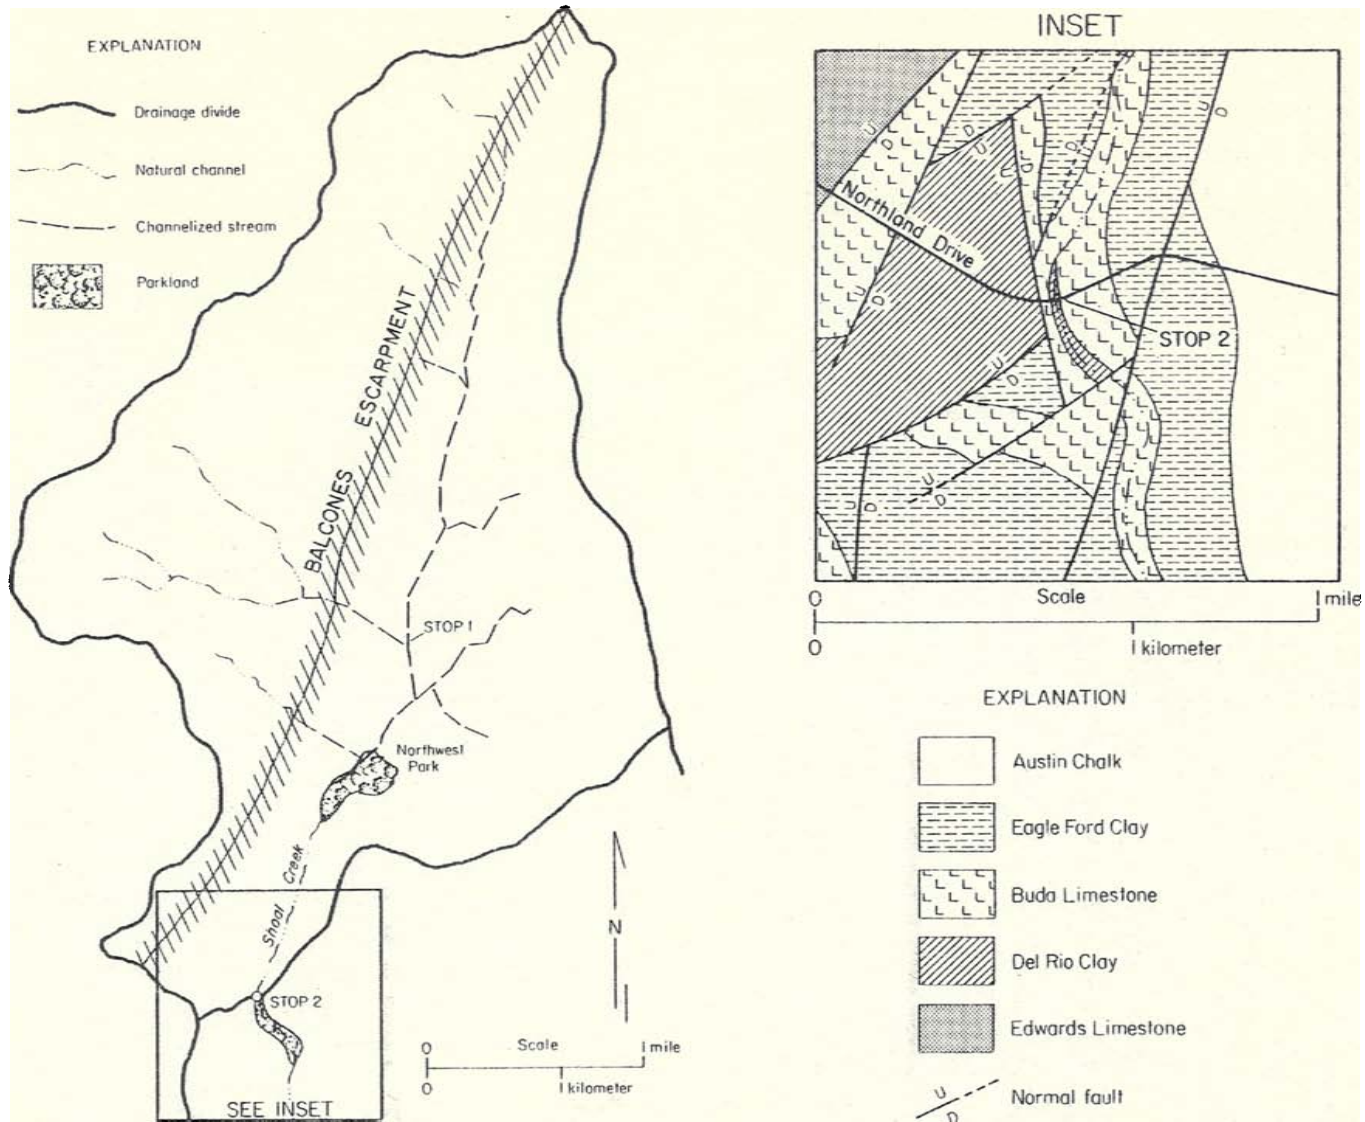 EXPLANATION
Drainage divide
Natural channel
Channelized stream
Parkland
BALCONES ESCARPMENT
STOP 1
Northwest
Park
Shoal Creek
STOP 2
SEE INSET
N
0 Scale 1 mile
0 1 kilometer
INSET
U
D
U
D
U
D
D
U
D
Northland Drive
U
D
STOP 2
U
D
U
D
U
D
0 Scale 1 mile
0 1 kilometer
EXPLANATION
Austin Chalk
Eagle Ford Clay
Buda Limestone
Del Rio Clay
Edwards Limestone
U
D
Normal fault